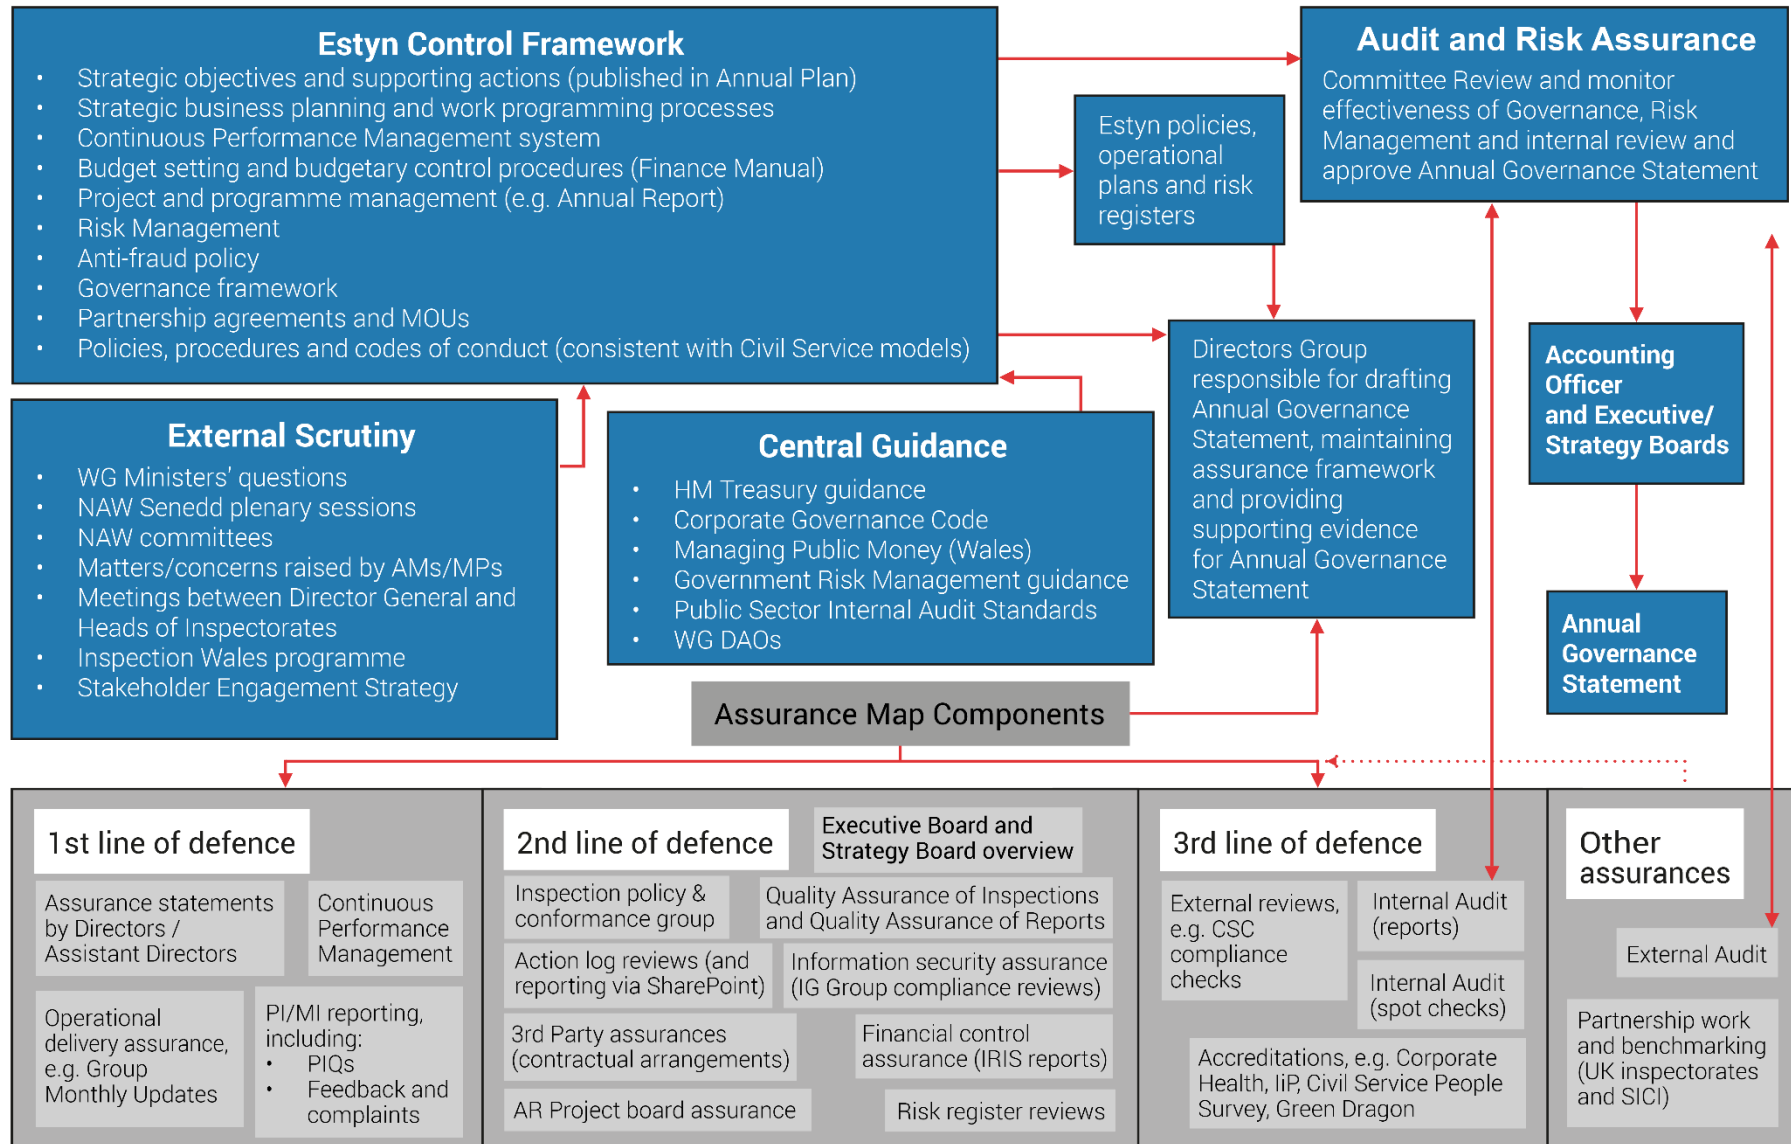 Estyn Control Framework
• Strategic objectives and supporting actions (published in Annual Plan)
• Strategic business planning and work programming processes
• Continuous Performance Management system
• Budget setting and budgetary control procedures (Finance Manual)
• Project and programme management (e.g. Annual Report)
• Risk Management
• Anti-fraud policy
• Governance framework
• Partnership agreements and MOUs
• Policies, procedures and codes of conduct (consistent with Civil Service models)
Estyn policies,
operational
plans and risk
registers
Audit and Risk Assurance
Committee Review and monitor
effectiveness of Governance, Risk
Management and internal review and
approve Annual Governance Statement
External Scrutiny
• WG Ministers' questions
• NAW Senedd plenary sessions
• NAW committees
• Matters/concerns raised by AMs/MPs
• Meetings between Director General and
Heads of Inspectorates
• Inspection Wales programme
• Stakeholder Engagement Strategy
Central Guidance
• HM Treasury guidance
• Corporate Governance Code
• Managing Public Money (Wales)
• Government Risk Management guidance
• Public Sector Internal Audit Standards
• WG DAOs
Directors Group
responsible for drafting
Annual Governance
Statement, maintaining
assurance framework
and providing
supporting evidence
for Annual Governance
Statement
Accounting
Officer
and Executive/
Strategy Boards
Annual
Governance
Statement
Assurance Map Components
1st line of defence
Assurance statements
by Directors /
Assistant Directors
Continuous
Performance
Management
Operational
delivery assurance,
e.g. Group
Monthly Updates
PI/MI reporting,
including:
• PIQs
• Feedback and
complaints
2nd line of defence
Executive Board and
Strategy Board overview
Inspection policy &
conformance group
Quality Assurance of Inspections
and Quality Assurance of Reports
Action log reviews (and
reporting via SharePoint)
Information security assurance
(IG Group compliance reviews)
3rd Party assurances
(contractual arrangements)
Financial control
assurance (IRIS reports)
AR Project board assurance
Risk register reviews
3rd line of defence
External reviews,
e.g. CSC
compliance
checks
Internal Audit
(reports)
Internal Audit
(spot checks)
Accreditations, e.g. Corporate
Health, IiP, Civil Service People
Survey, Green Dragon
Other
assurances
External Audit
Partnership work
and benchmarking
(UK inspectorates
and SICI)